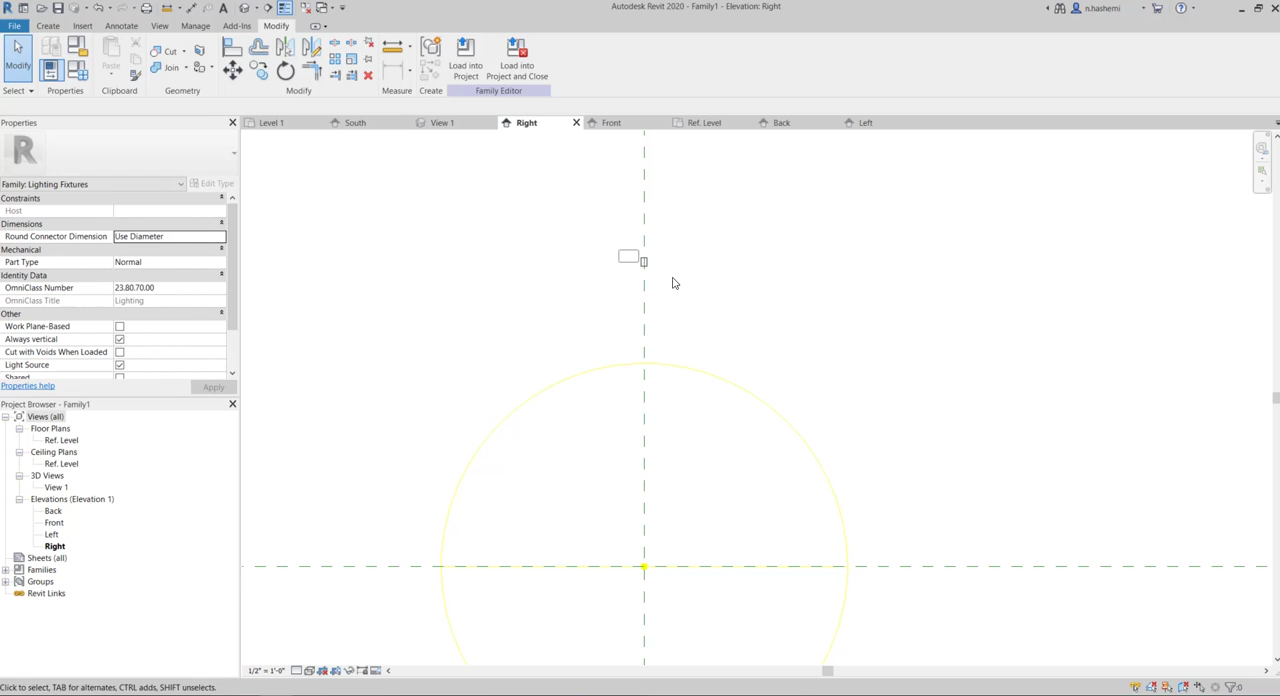 Autodesk Revit 2020 - Family1 - Elevation: Right
n.hashemi
File Create Insert Annotate View Manage Add-Ins Modify
Modify
Paste
Cut
Join
Load into
Project
Load into
Project and Close
Select Properties Clipboard Geometry Modify Measure Create Family Editor
Properties
Level 1 South View 1 Right Front Ref. Level Back Left
R
Family: Lighting Fixtures Edit Type
Constraints
Host
Dimensions
Round Connector Dimension Use Diameter
Mechanical
Part Type Normal
Identity Data
OmniClass Number 23.80.70.00
OmniClass Title Lighting
Other
Work Plane-Based
Always vertical
Cut with Voids When Loaded
Light Source
Shared
Properties help Apply
Project Browser - Family1
Views (all)
Floor Plans
Ref. Level
Ceiling Plans
Ref. Level
3D Views
View 1
Elevations (Elevation 1)
Back
Front
Left
Right
Sheets (all)
Families
Groups
Revit Links
1/2" = 1'-0"
Click to select, TAB for alternates, CTRL adds, SHIFT unselects.
:0